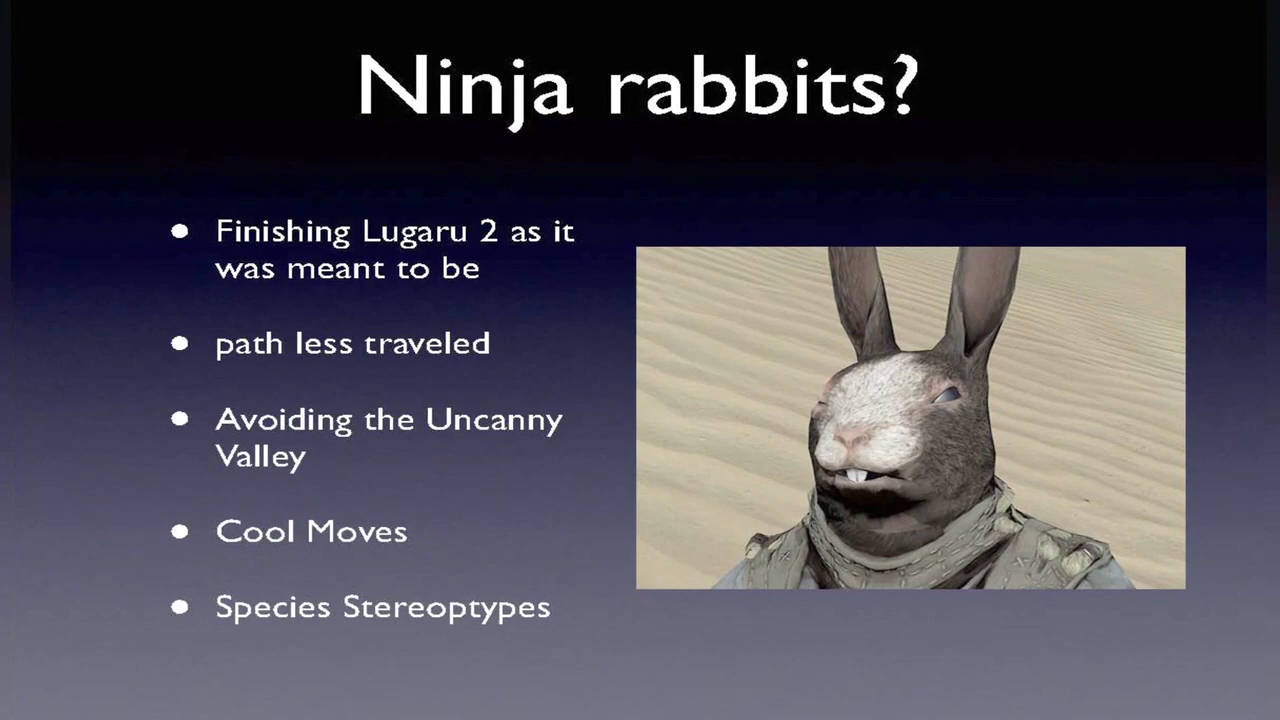 Ninja rabbits?
• Finishing Lugaru 2 as it
was meant to be
• path less traveled
• Avoiding the Uncanny
Valley
• Cool Moves
• Species Stereoptypes